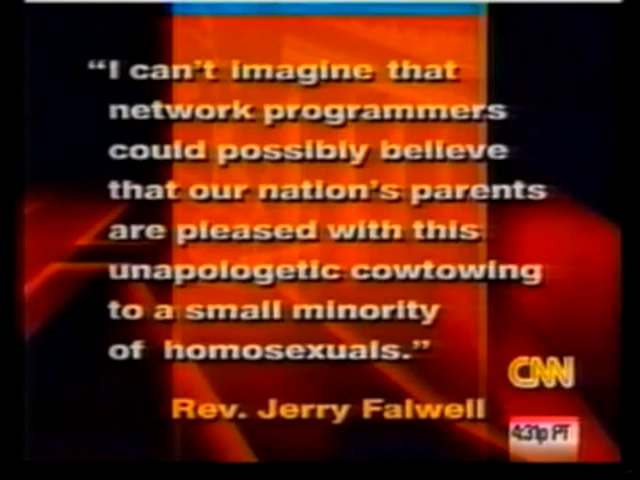 “I can't imagine that
network programmers
could possibly believe
that our nation's parents
are pleased with this
unapologetic cowtowing
to a small minority
of homosexuals.”
Rev. Jerry Falwell
CNN
4:31p PT